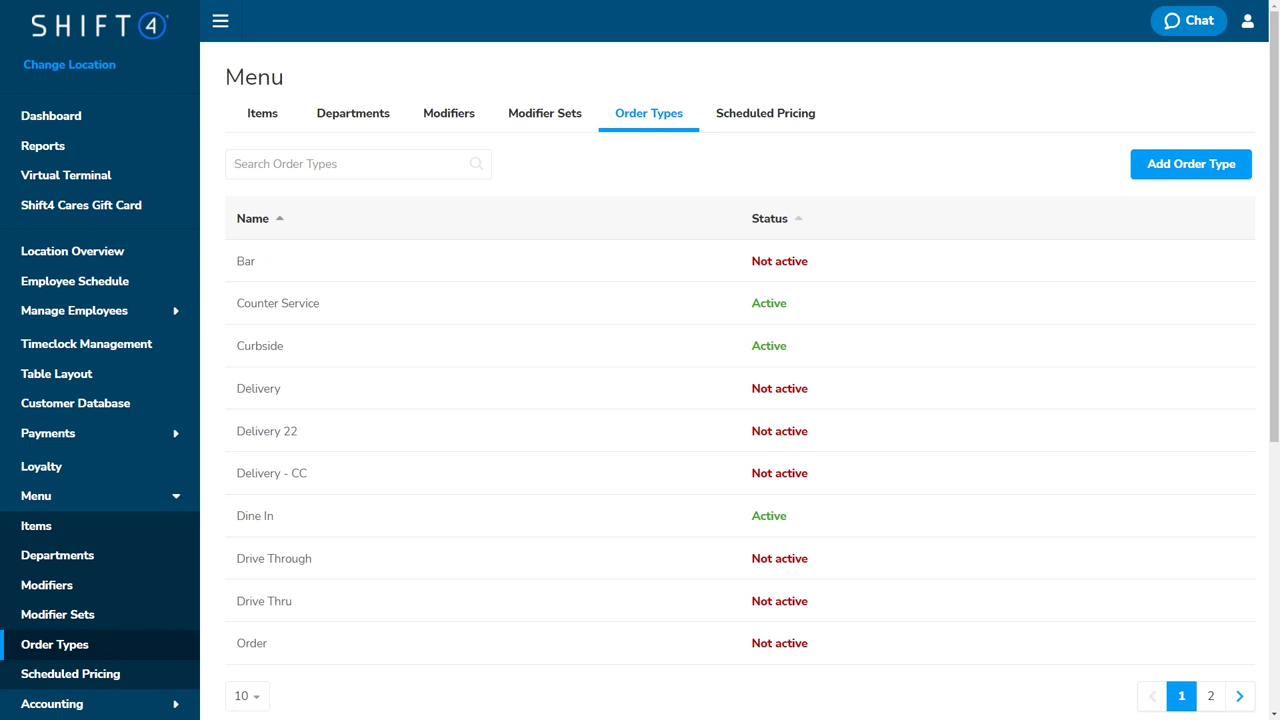 SHIFT4
Change Location
Dashboard
Reports
Virtual Terminal
Shift4 Cares Gift Card
Location Overview
Employee Schedule
Manage Employees
Timeclock Management
Table Layout
Customer Database
Payments
Loyalty
Menu
Items
Departments
Modifiers
Modifier Sets
Order Types
Scheduled Pricing
Accounting
Chat
Menu
Items Departments Modifiers Modifier Sets Order Types Scheduled Pricing
Search Order Types
Add Order Type
Name Status
Bar Not active
Counter Service Active
Curbside Active
Delivery Not active
Delivery 22 Not active
Delivery - CC Not active
Dine In Active
Drive Through Not active
Drive Thru Not active
Order Not active
10
1 2